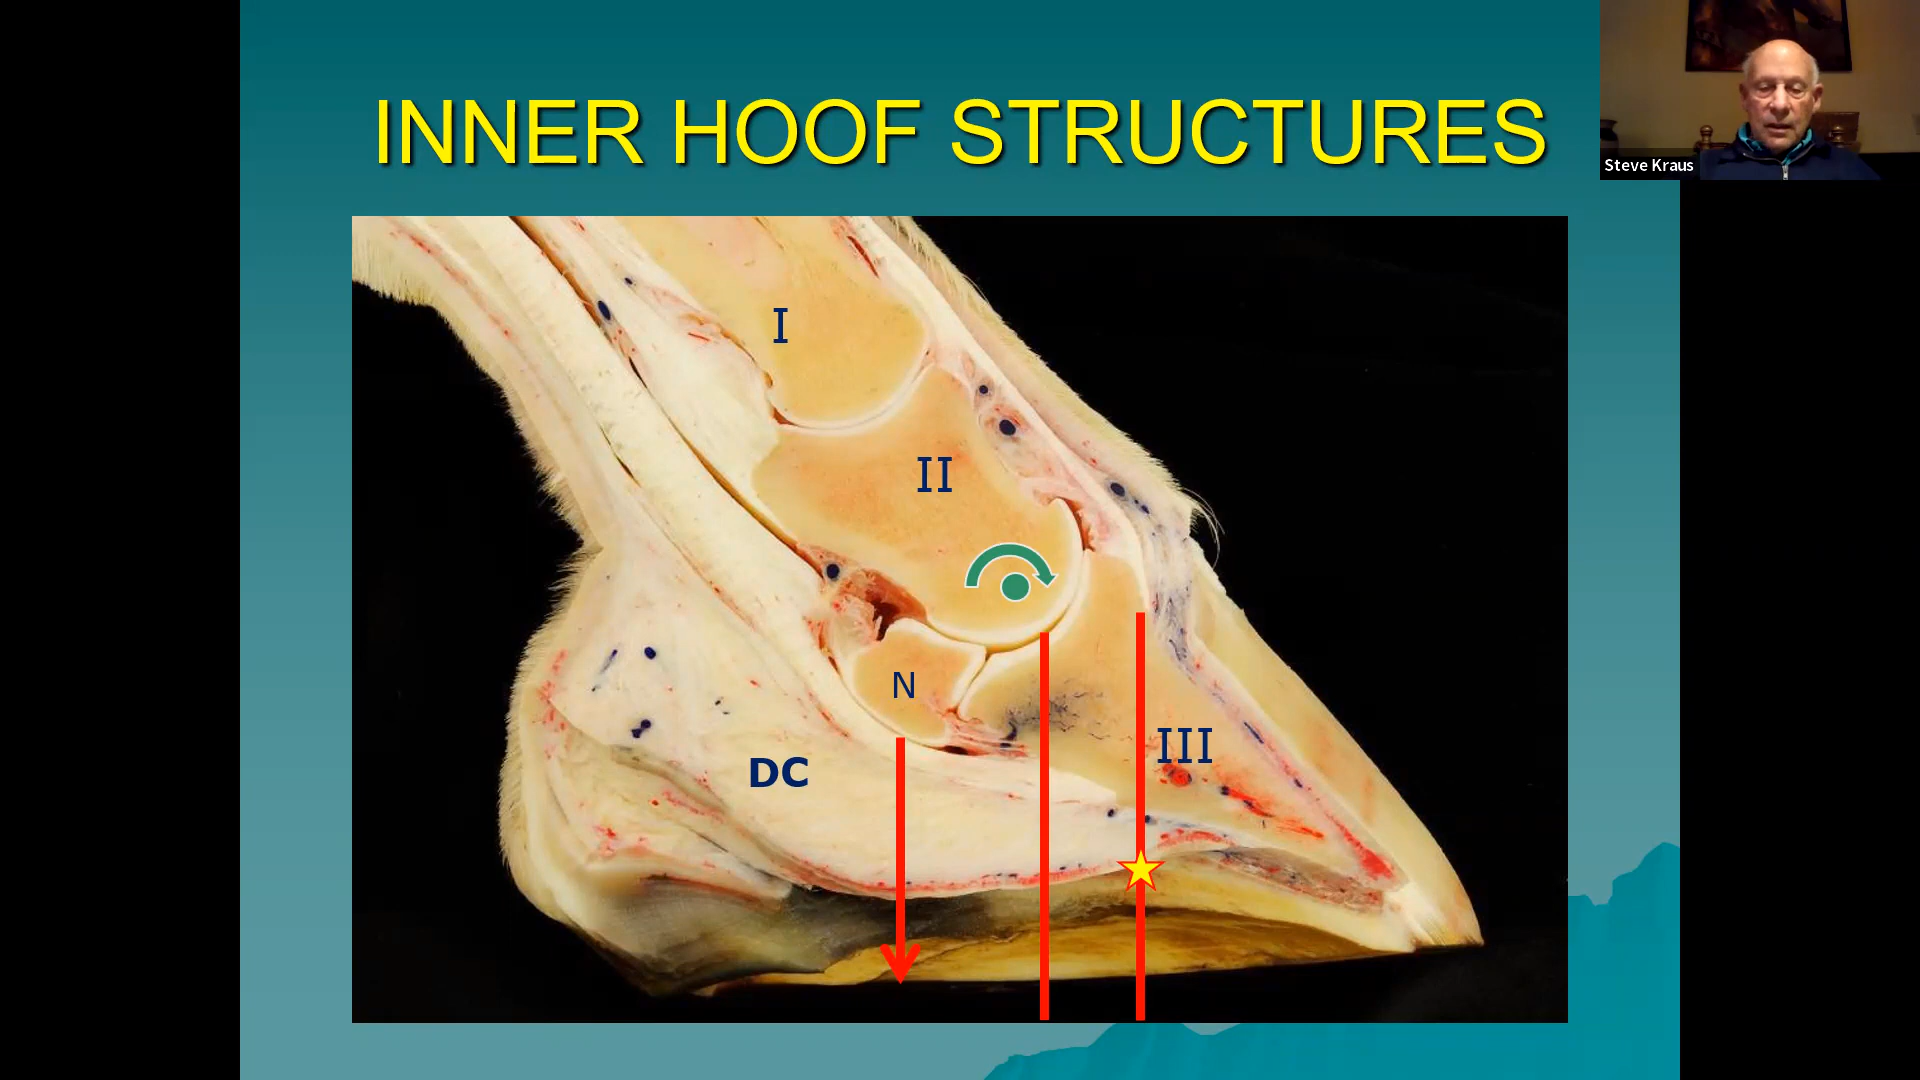 INNER HOOF STRUCTURES
Steve Kraus
I
II
N
III
DC